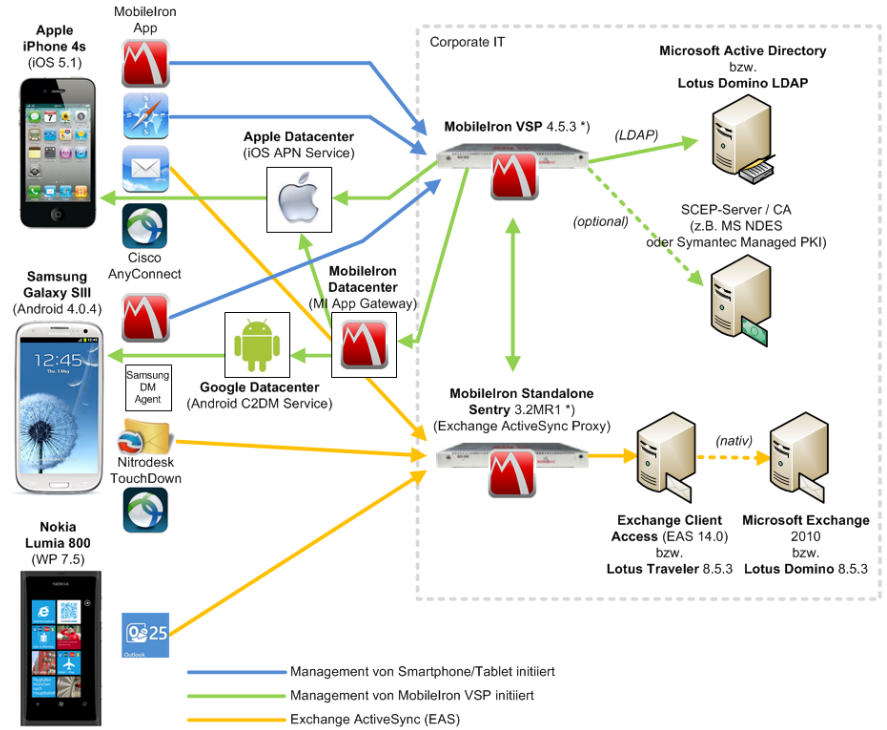 MobileIron
App
Apple
iPhone 4s
(iOS 5.1)
Corporate IT
Microsoft Active Directory
bzw.
Lotus Domino LDAP
MobileIron VSP 4.5.3 *)
(LDAP)
Apple Datacenter
(iOS APN Service)
(optional)
SCEP-Server / CA
(z.B. MS NDES
oder Symantec Managed PKI)
Cisco
AnyConnect
MobileIron
Datacenter
(MI App Gateway)
Samsung
Galaxy SIII
(Android 4.0.4)
12:45
Samsung
DM
Agent
Google Datacenter
(Android C2DM Service)
MobileIron Standalone
Sentry 3.2MR1 *)
(Exchange ActiveSync Proxy)
(nativ)
Nitrodesk
TouchDown
Exchange Client
Access (EAS 14.0)
bzw.
Lotus Traveler 8.5.3
Microsoft Exchange
2010
bzw.
Lotus Domino 8.5.3
Nokia
Lumia 800
(WP 7.5)
NOKIA
25
Outlook
Management von Smartphone/Tablet initiiert
Management von MobileIron VSP initiiert
Exchange ActiveSync (EAS)